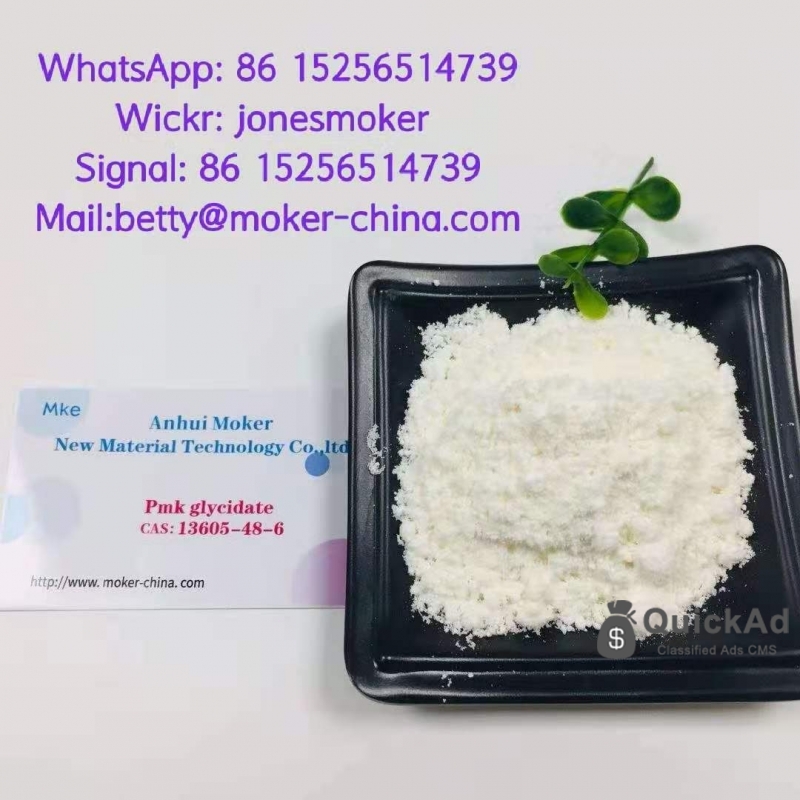 WhatsApp: 86 15256514739
Wickr: jonesmoker
Signal: 86 15256514739
Mail:betty@moker-china.com
Mke
Anhui Moker
New Material Technology Co.,ltd
Pmk glycidate
CAS: 13605-48-6
http://www.moker-china.com
$
QuickAd
Classified Ads CMS